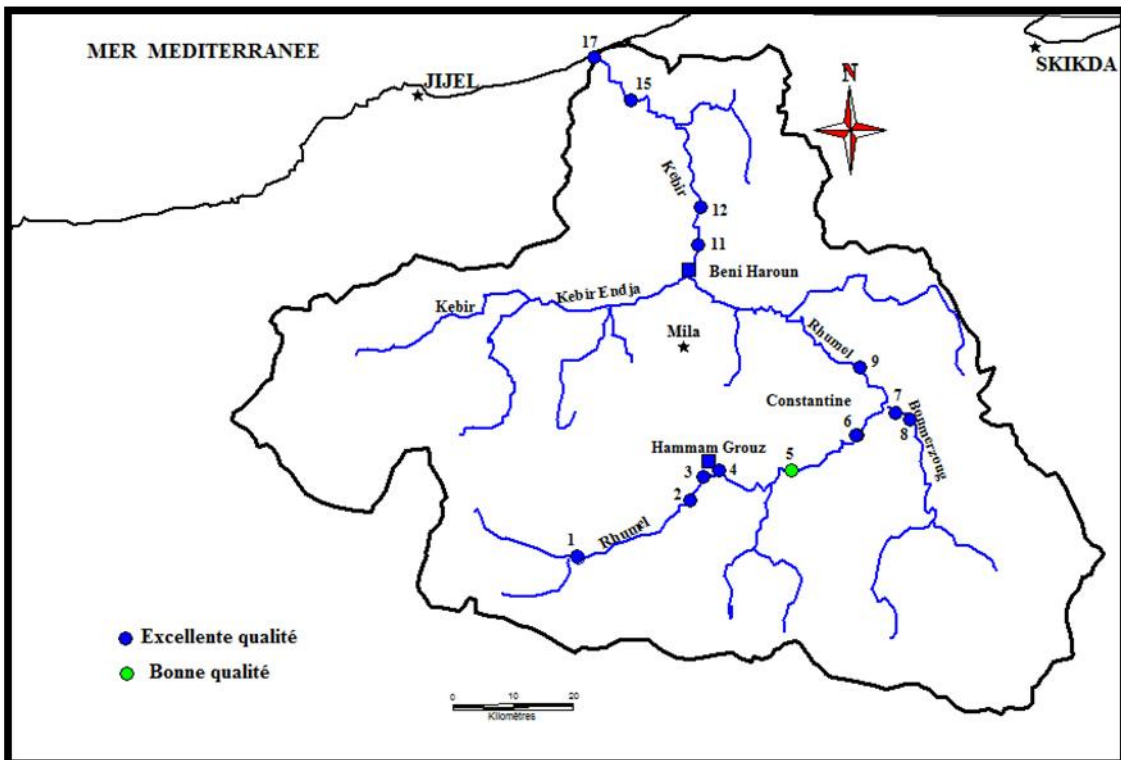 MER MEDITERRANEE
17
JIJEL
SKIKDA
N
15
Kebir
12
11
Beni Haroun
Kebir Endja
Kebir
Mila
Rhumel
9
Constantine
7
6
8
Boumerzoug
Hammam Grouz
5
3
4
2
Rhumel
1
Excellente qualité
Bonne qualité
0 10 20
Kilomètres